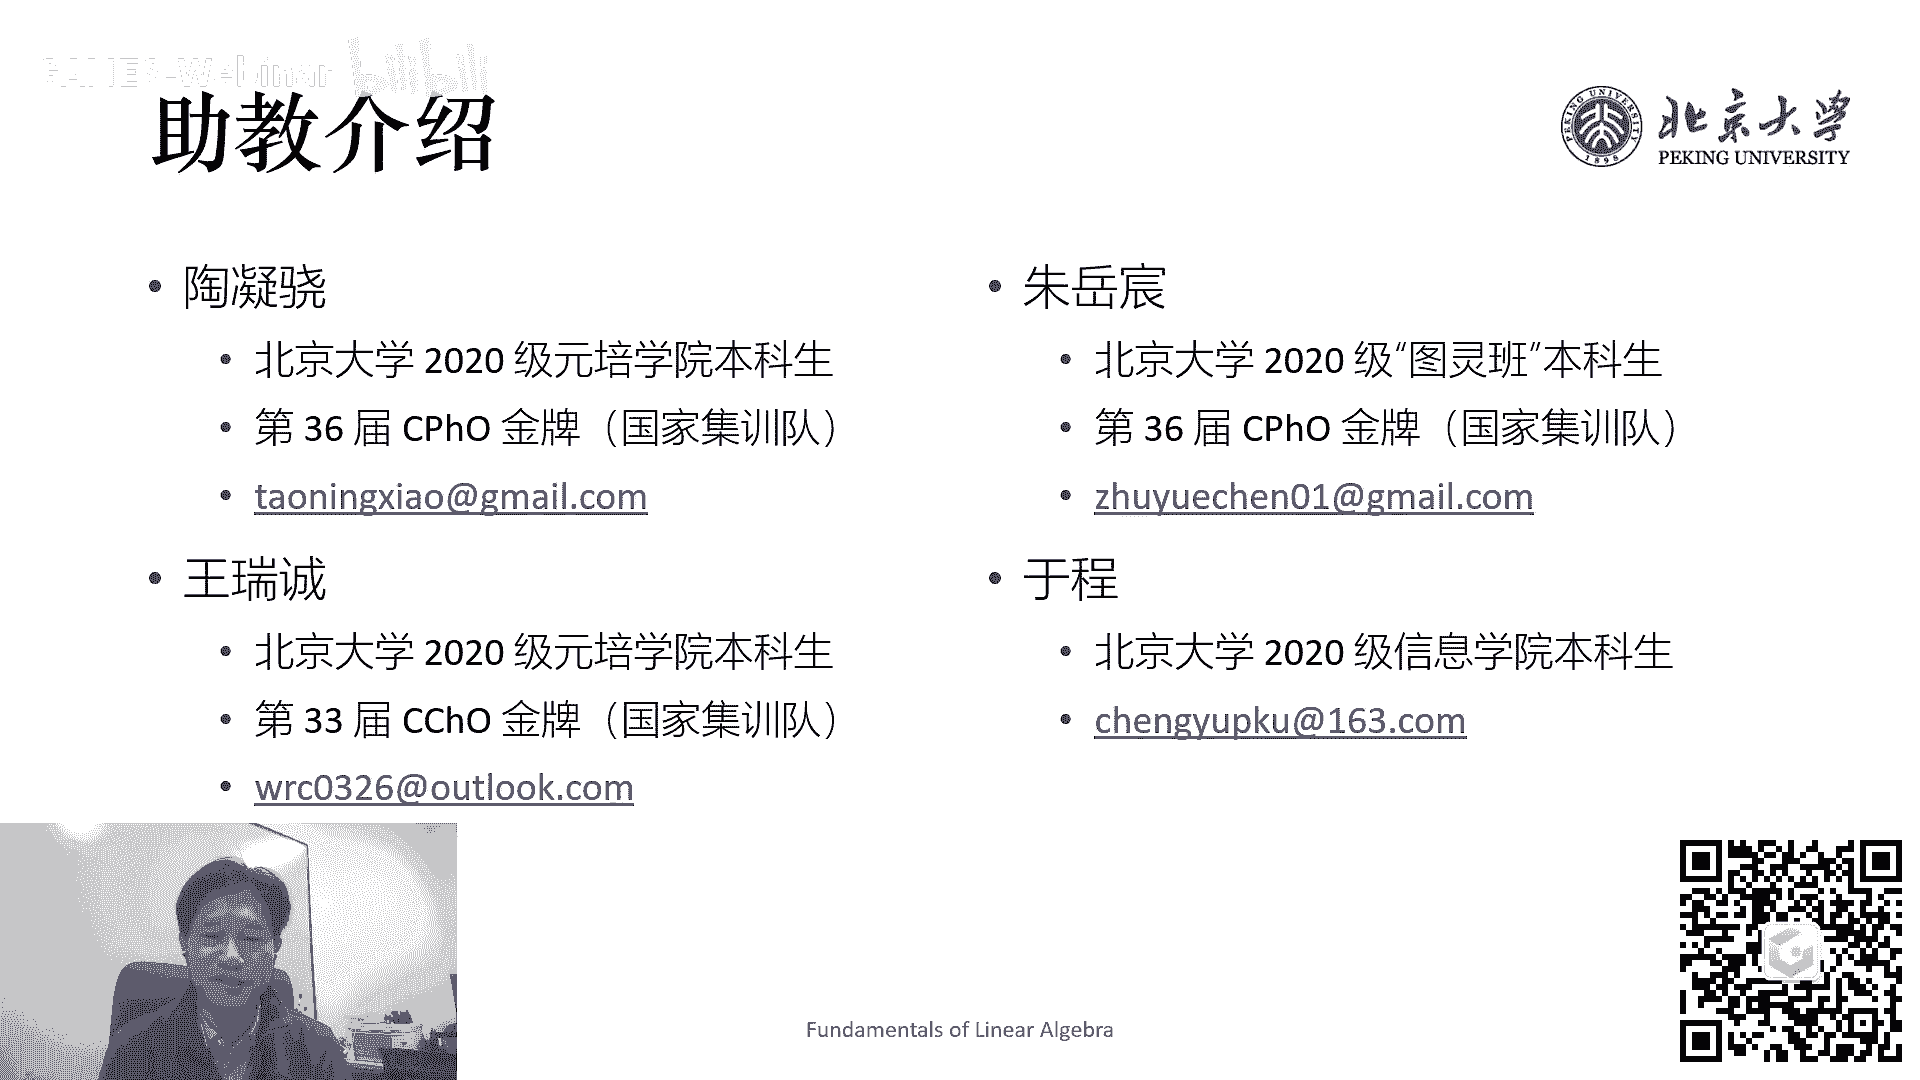 GAMES-Webinar bilibili
助教介绍
PEKING UNIVERSITY
1898
北京大学
PEKING UNIVERSITY
• 陶凝骁
• 北京大学 2020 级元培学院本科生
• 第 36 届 CPhO 金牌（国家集训队）
• taoningxiao@gmail.com
• 王瑞诚
• 北京大学 2020 级元培学院本科生
• 第 33 届 CChO 金牌（国家集训队）
• wrc0326@outlook.com
• 朱岳宸
• 北京大学 2020 级“图灵班”本科生
• 第 36 届 CPhO 金牌（国家集训队）
• zhuyuechen01@gmail.com
• 于程
• 北京大学 2020 级信息学院本科生
• chengyupku@163.com
Fundamentals of Linear Algebra